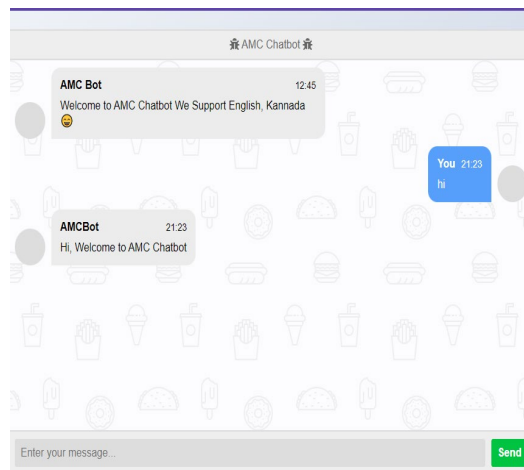 AMC Chatbot
AMC Bot 12:45
Welcome to AMC Chatbot We Support English, Kannada
😄
You 21:23
hi
AMCBot 21:23
Hi, Welcome to AMC Chatbot
Enter your message...
Send